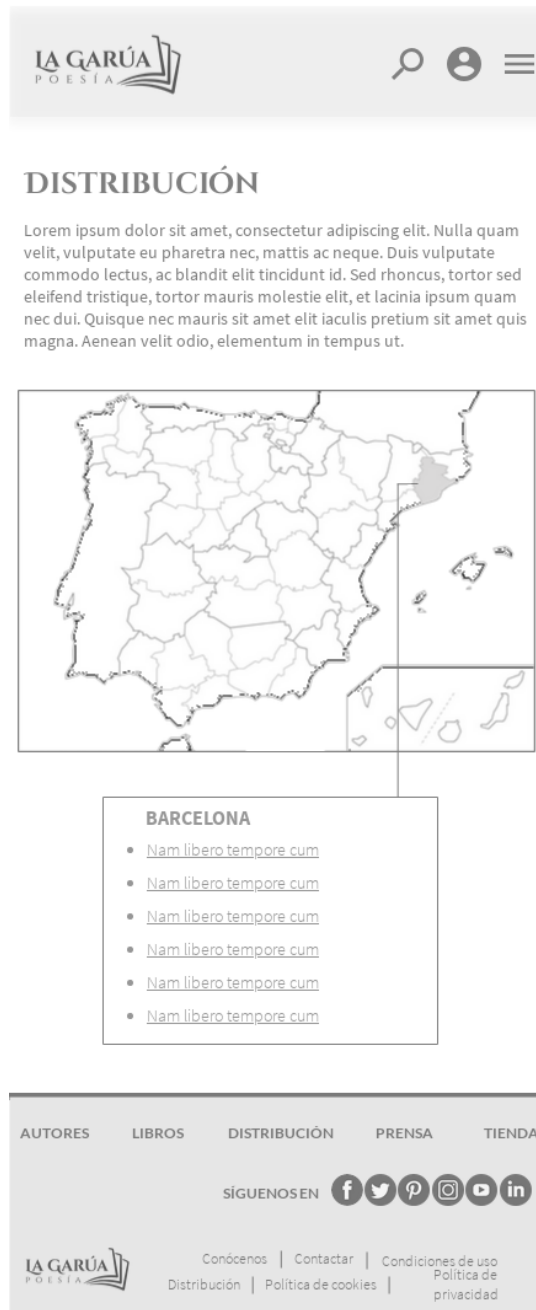 LA GARÚA
POESÍA
DISTRIBUCIÓN
Lorem ipsum dolor sit amet, consectetur adipiscing elit. Nulla quam
velit, vulputate eu pharetra nec, mattis ac neque. Duis vulputate
commodo lectus, ac blandit elit tincidunt id. Sed rhoncus, tortor sed
eleifend tristique, tortor mauris molestie elit, et lacinia ipsum quam
nec dui. Quisque nec mauris sit amet elit iaculis pretium sit amet quis
magna. Aenean velit odio, elementum in tempus ut.
BARCELONA
Nam libero tempore cum
Nam libero tempore cum
Nam libero tempore cum
Nam libero tempore cum
Nam libero tempore cum
Nam libero tempore cum
AUTORES LIBROS DISTRIBUCIÓN PRENSA TIENDA
SÍGUENOS EN
LA GARÚA
POESÍA
Conócenos | Contactar | Condiciones de uso
Distribución | Política de cookies | Política de
privacidad